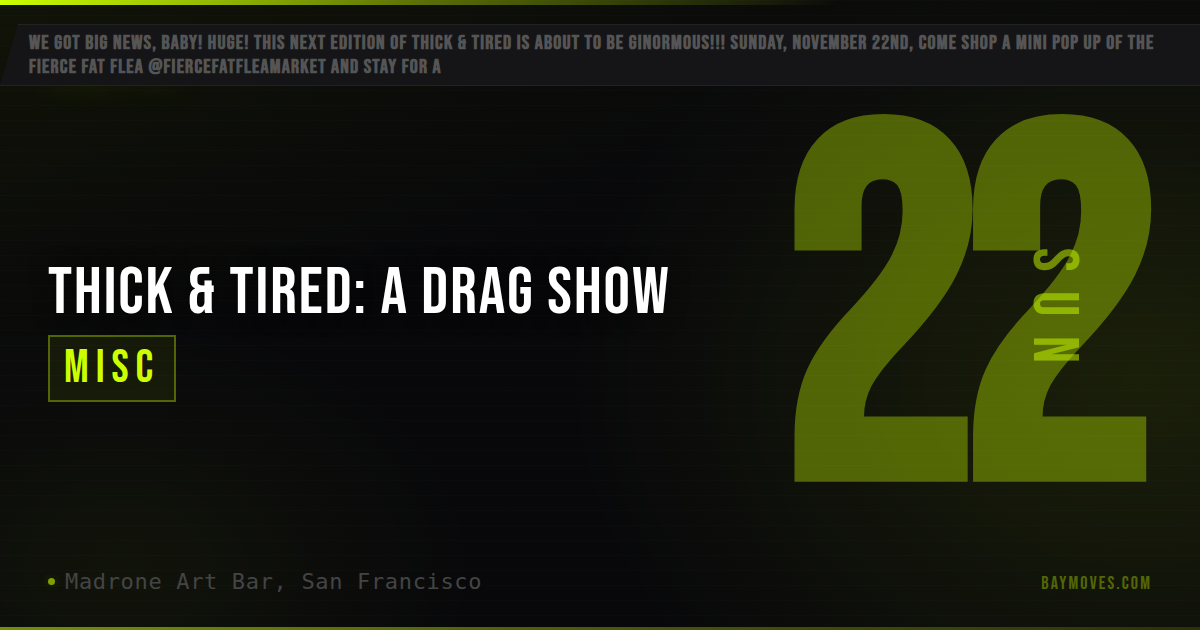 WE GOT BIG NEWS, BABY! HUGE! THIS NEXT EDITION OF THICK & TIRED IS ABOUT TO BE GINORMOUS!!! SUNDAY, NOVEMBER 22ND, COME SHOP A MINI POP UP OF THE
FIERCE FAT FLEA @FIERCEFATFLEAMARKET AND STAY FOR A
22
SUN
THICK & TIRED: A DRAG SHOW
MISC
Madrone Art Bar, San Francisco
BAYMOVES.COM